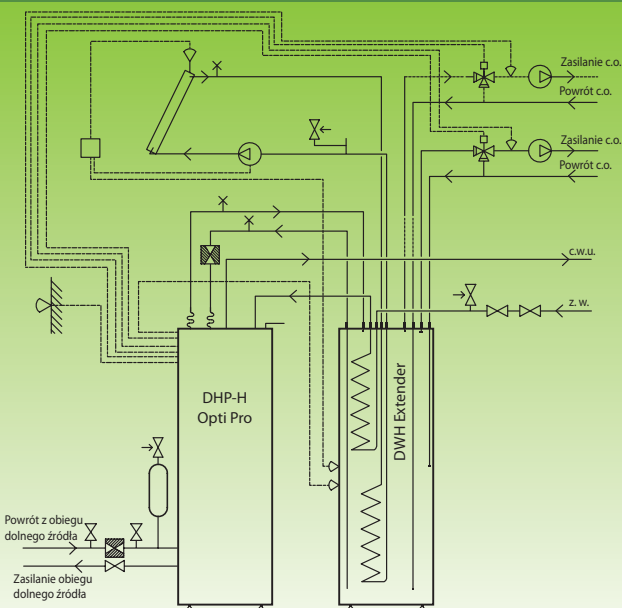 Zasilanie c.o.
Powrót c.o.
Zasilanie c.o.
Powrót c.o.
c.w.u.
z. w.
DHP-H
Opti Pro
DWH Extender
Powrót z obiegu
dolnego źródła
Zasilanie obiegu
dolnego źródła